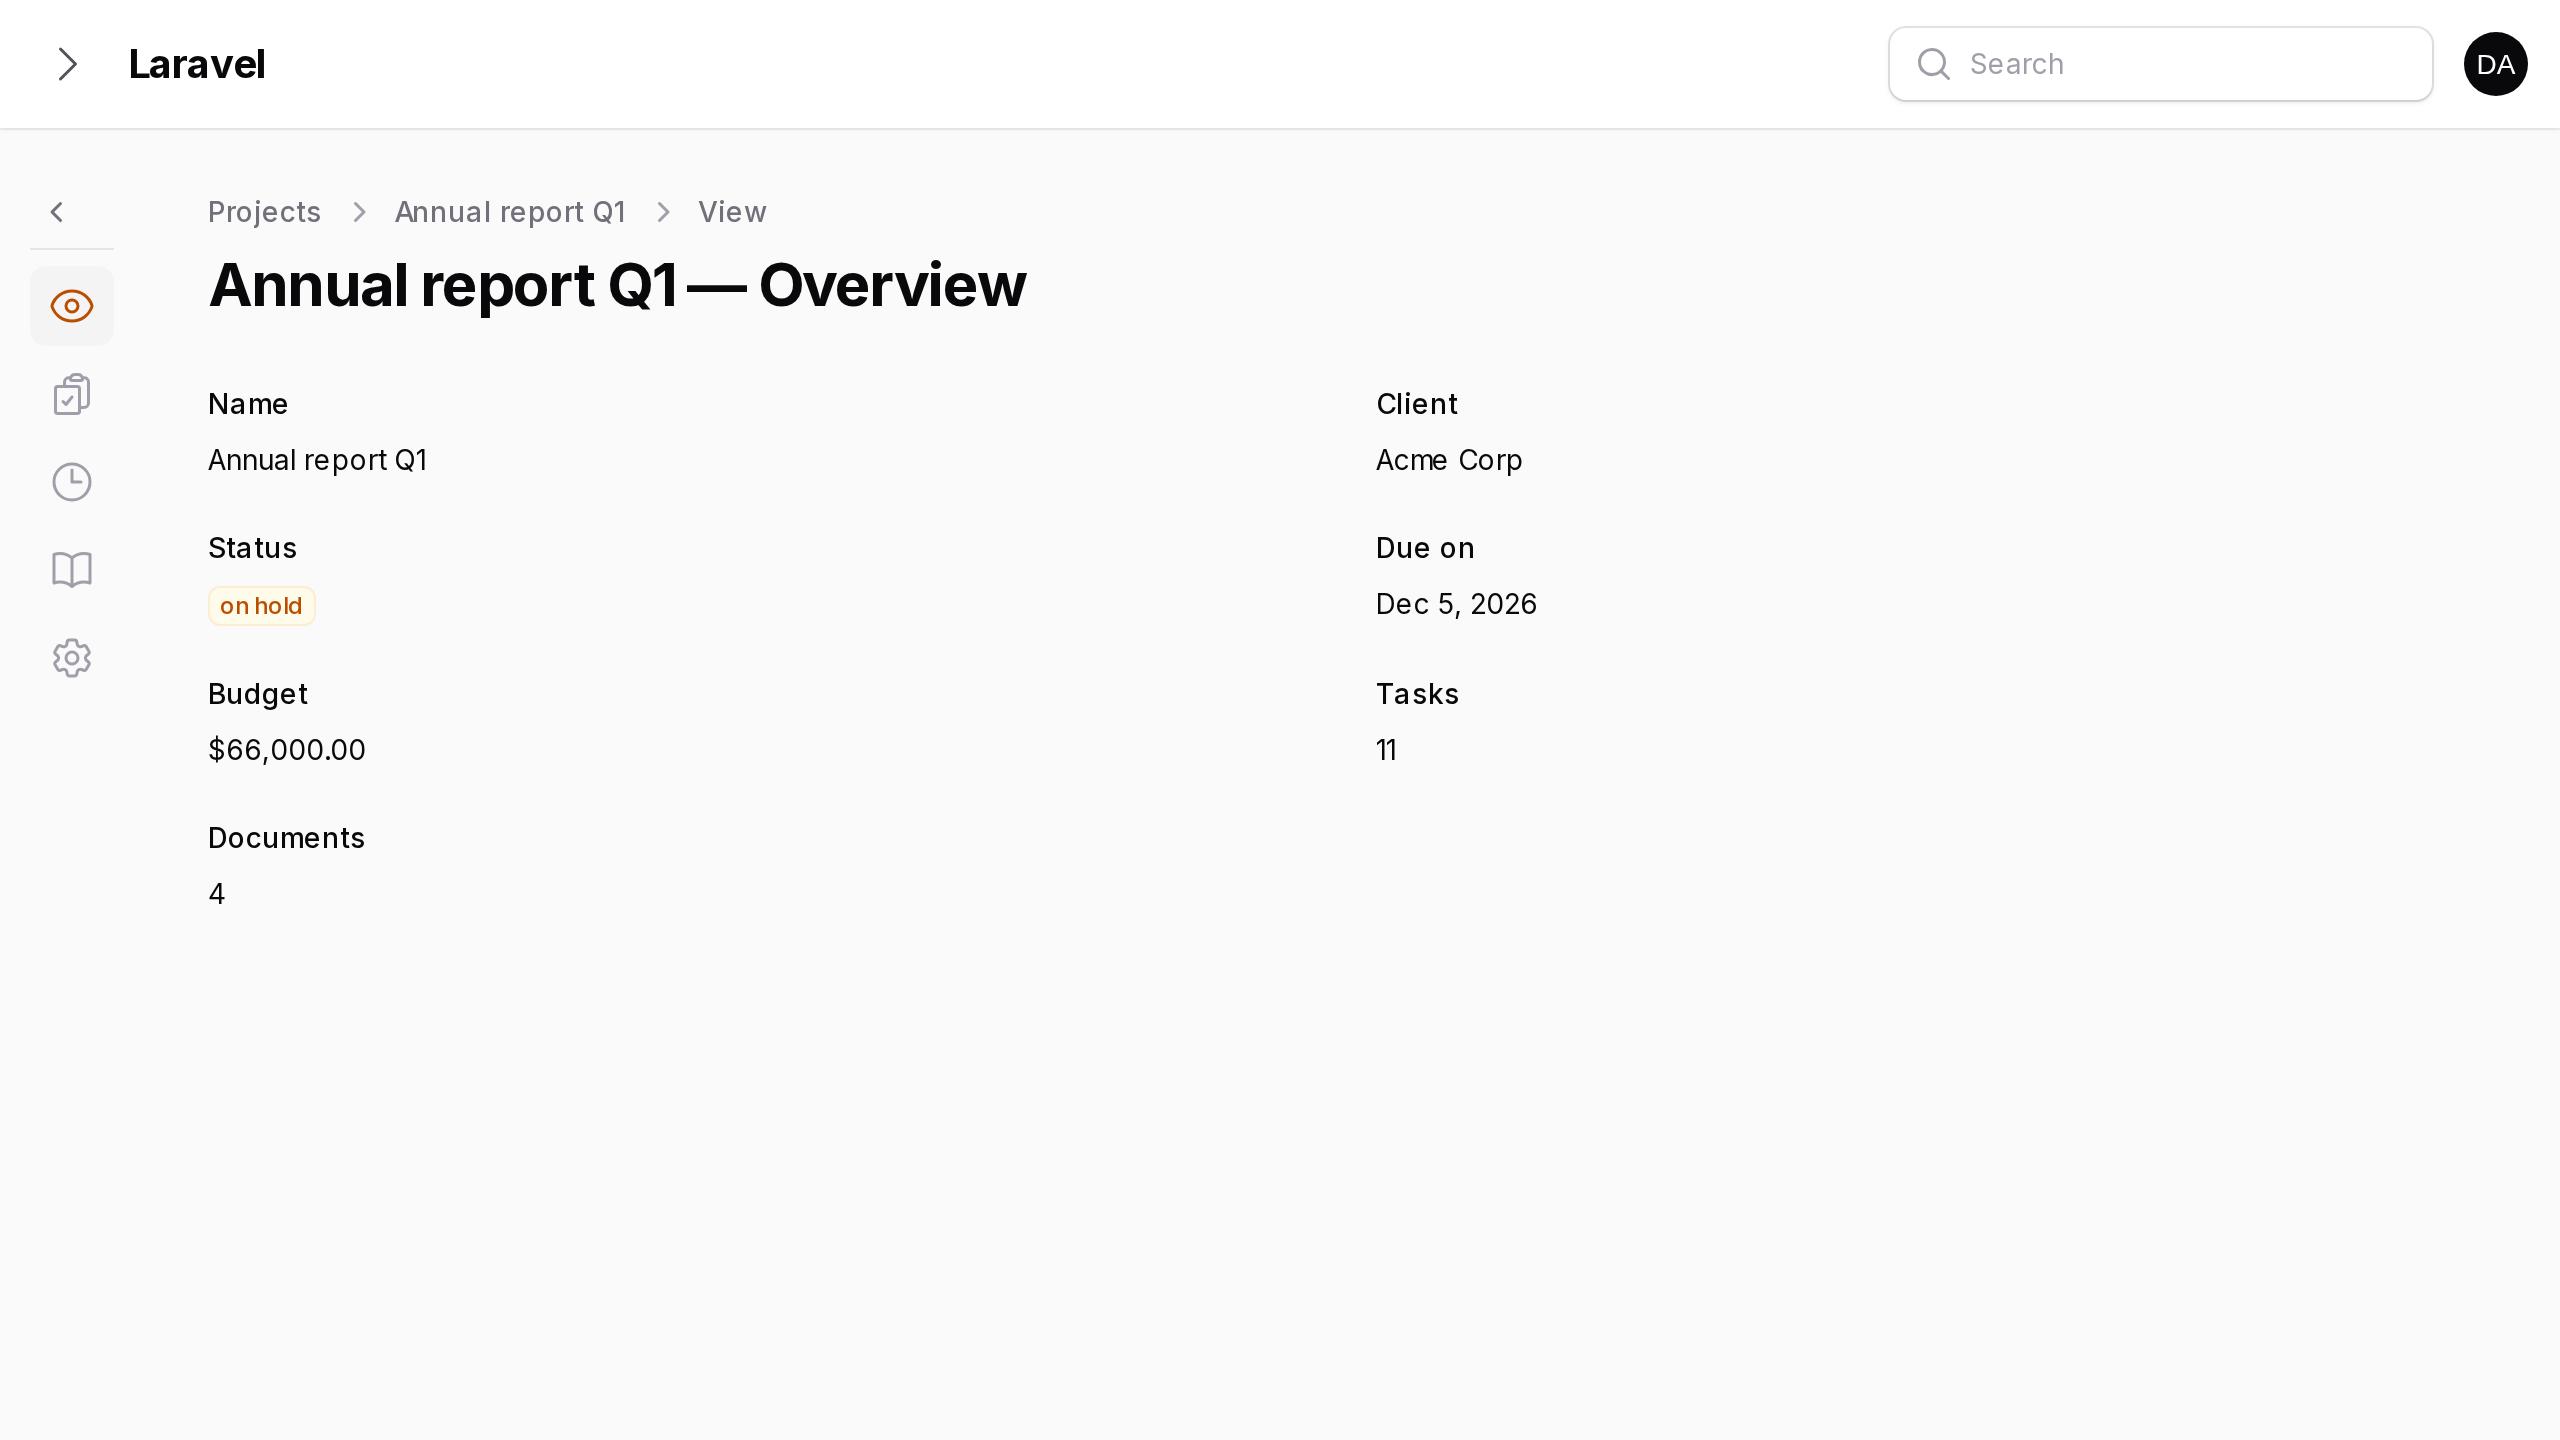 Laravel
Search
DA
Projects
Annual report Q1
View
Annual report Q1 — Overview
Name
Annual report Q1
Client
Acme Corp
Status
on hold
Due on
Dec 5, 2026
Budget
$66,000.00
Tasks
11
Documents
4